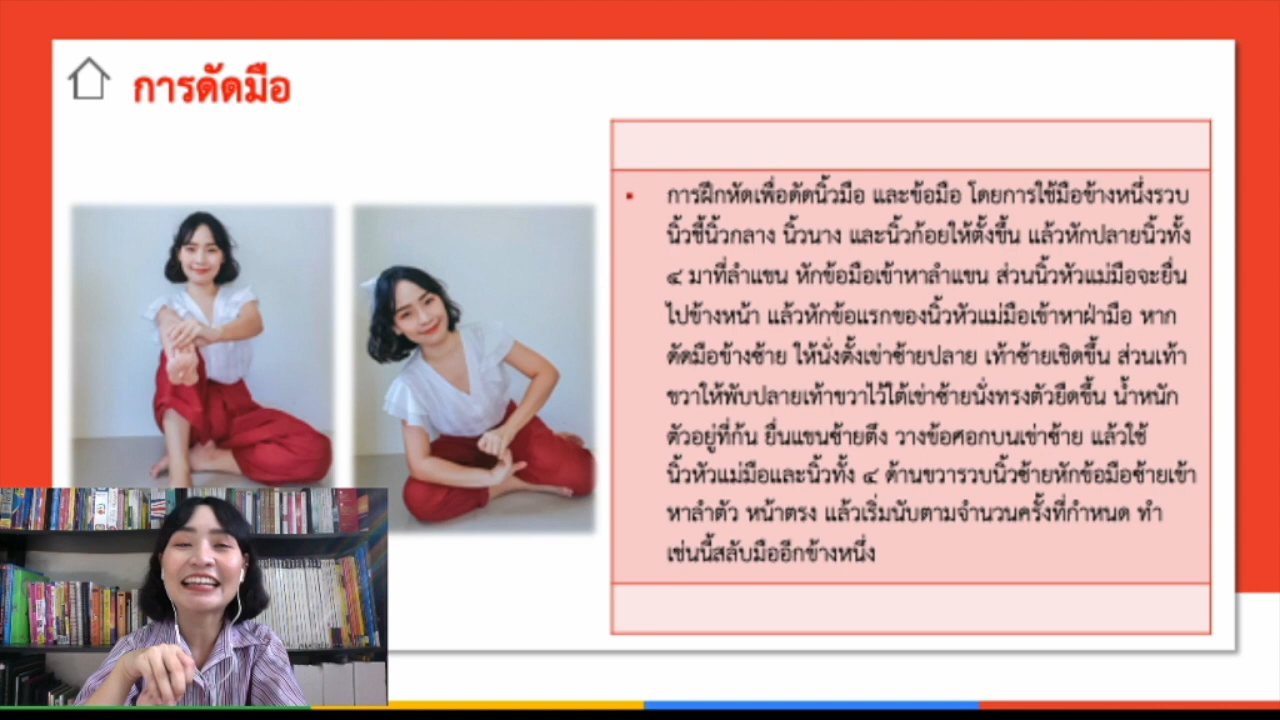 การดัดมือ
การฝึกหัดเพื่อดัดนิ้วมือ และข้อมือ โดยการใช้มือข้างหนึ่งรวบ
นิ้วชี้นิ้วกลาง นิ้วนาง และนิ้วก้อยให้ตั้งขึ้น แล้วหักปลายนิ้วทั้ง
๔ มาที่ลำแขน หักข้อมือเข้าหาลำแขน ส่วนนิ้วหัวแม่มือจะยื่น
ไปข้างหน้า แล้วหักข้อแรกของนิ้วหัวแม่มือเข้าหาฝ่ามือ หาก
ดัดมือข้างซ้าย ให้นั่งตั้งเข่าซ้ายปลาย เท้าซ้ายเชิดขึ้น ส่วนเท้า
ขวาให้พับปลายเท้าขวาไว้ใต้เข่าซ้ายนั่งทรงตัวยืดขึ้น น้ำหนัก
ตัวอยู่ที่ก้น ยื่นแขนซ้ายตึง วางข้อศอกบนเข่าซ้าย แล้วใช้
นิ้วหัวแม่มือและนิ้วทั้ง ๔ ด้านขวารวบนิ้วซ้ายหักข้อมือซ้ายเข้า
หาลำตัว หน้าตรง แล้วเริ่มนับตามจำนวนครั้งที่กำหนด ทำ
เช่นนี้สลับมืออีกข้างหนึ่ง